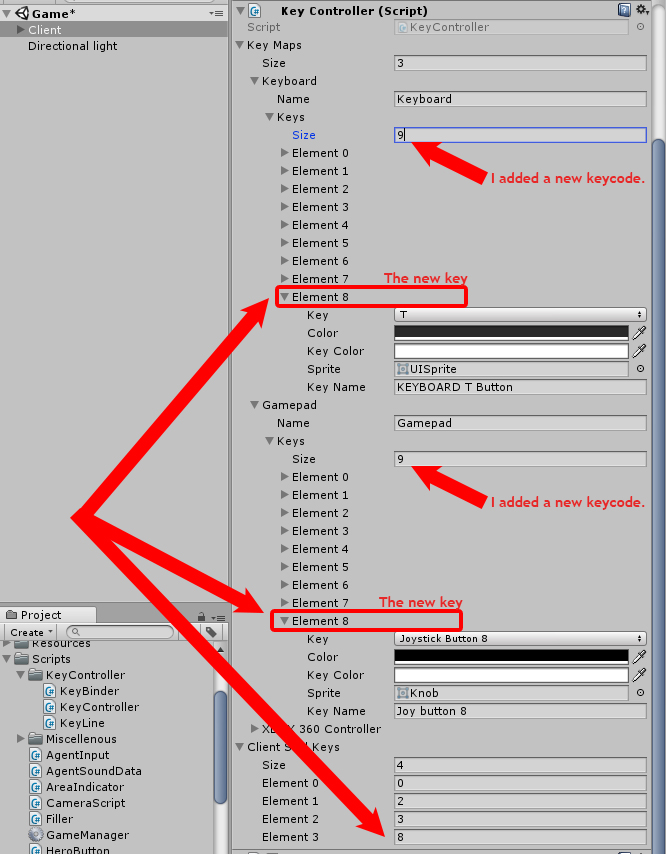 Game*
Client
Directional light
Key Controller (Script)
Script KeyController
Key Maps
Size 3
Keyboard
Name Keyboard
Keys
Size 9
I added a new keycode.
Element 0
Element 1
Element 2
Element 3
Element 4
Element 5
Element 6
Element 7
The new key
Element 8
Key T
Color
Key Color
Sprite UISprite
Key Name KEYBOARD T Button
Gamepad
Name Gamepad
Keys
Size 9
I added a new keycode.
Element 0
Element 1
Element 2
Element 3
Element 4
Element 5
Element 6
Element 7
The new key
Element 8
Key Joystick Button 8
Color
Key Color
Sprite Knob
Key Name Joy button 8
360 Controller
Client Keys
Size 4
Element 0 0
Element 1 2
Element 2 3
Element 3 8
Project
Create
Resources
Scripts
KeyController
KeyBinder
KeyController
KeyLine
Miscellenous
AgentInput
AgentSoundData
AreaIndicator
CameraScript
Filler
GameManager
HeroButton